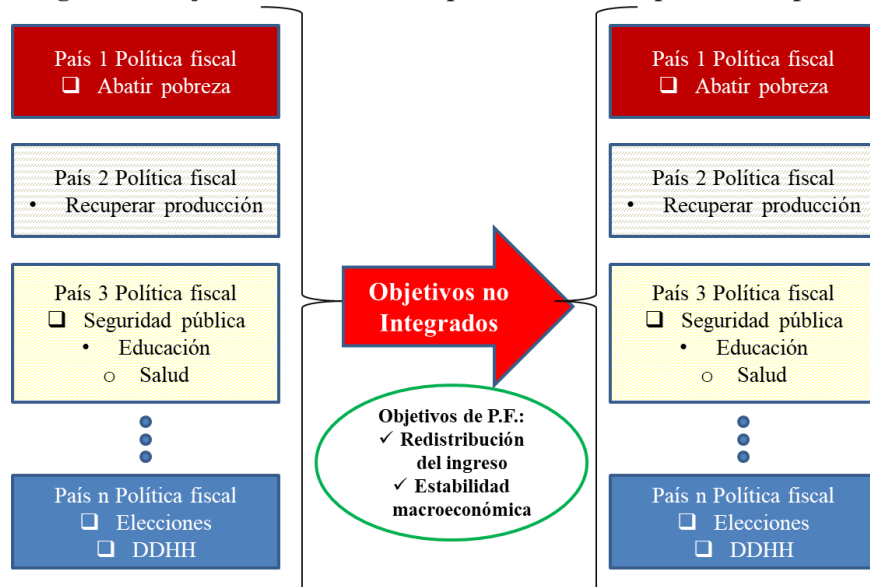 País 1 Política fiscal
❑ Abatir pobreza
País 2 Política fiscal
• Recuperar producción
País 3 Política fiscal
❑ Seguridad pública
• Educación
o Salud
País n Política fiscal
❑ Elecciones
❑ DDHH
Objetivos no
Integrados
Objetivos de P.F.:
✓ Redistribución
del ingreso
✓ Estabilidad
macroeconómica
País 1 Política fiscal
❑ Abatir pobreza
País 2 Política fiscal
• Recuperar producción
País 3 Política fiscal
❑ Seguridad pública
• Educación
o Salud
País n Política fiscal
❑ Elecciones
❑ DDHH